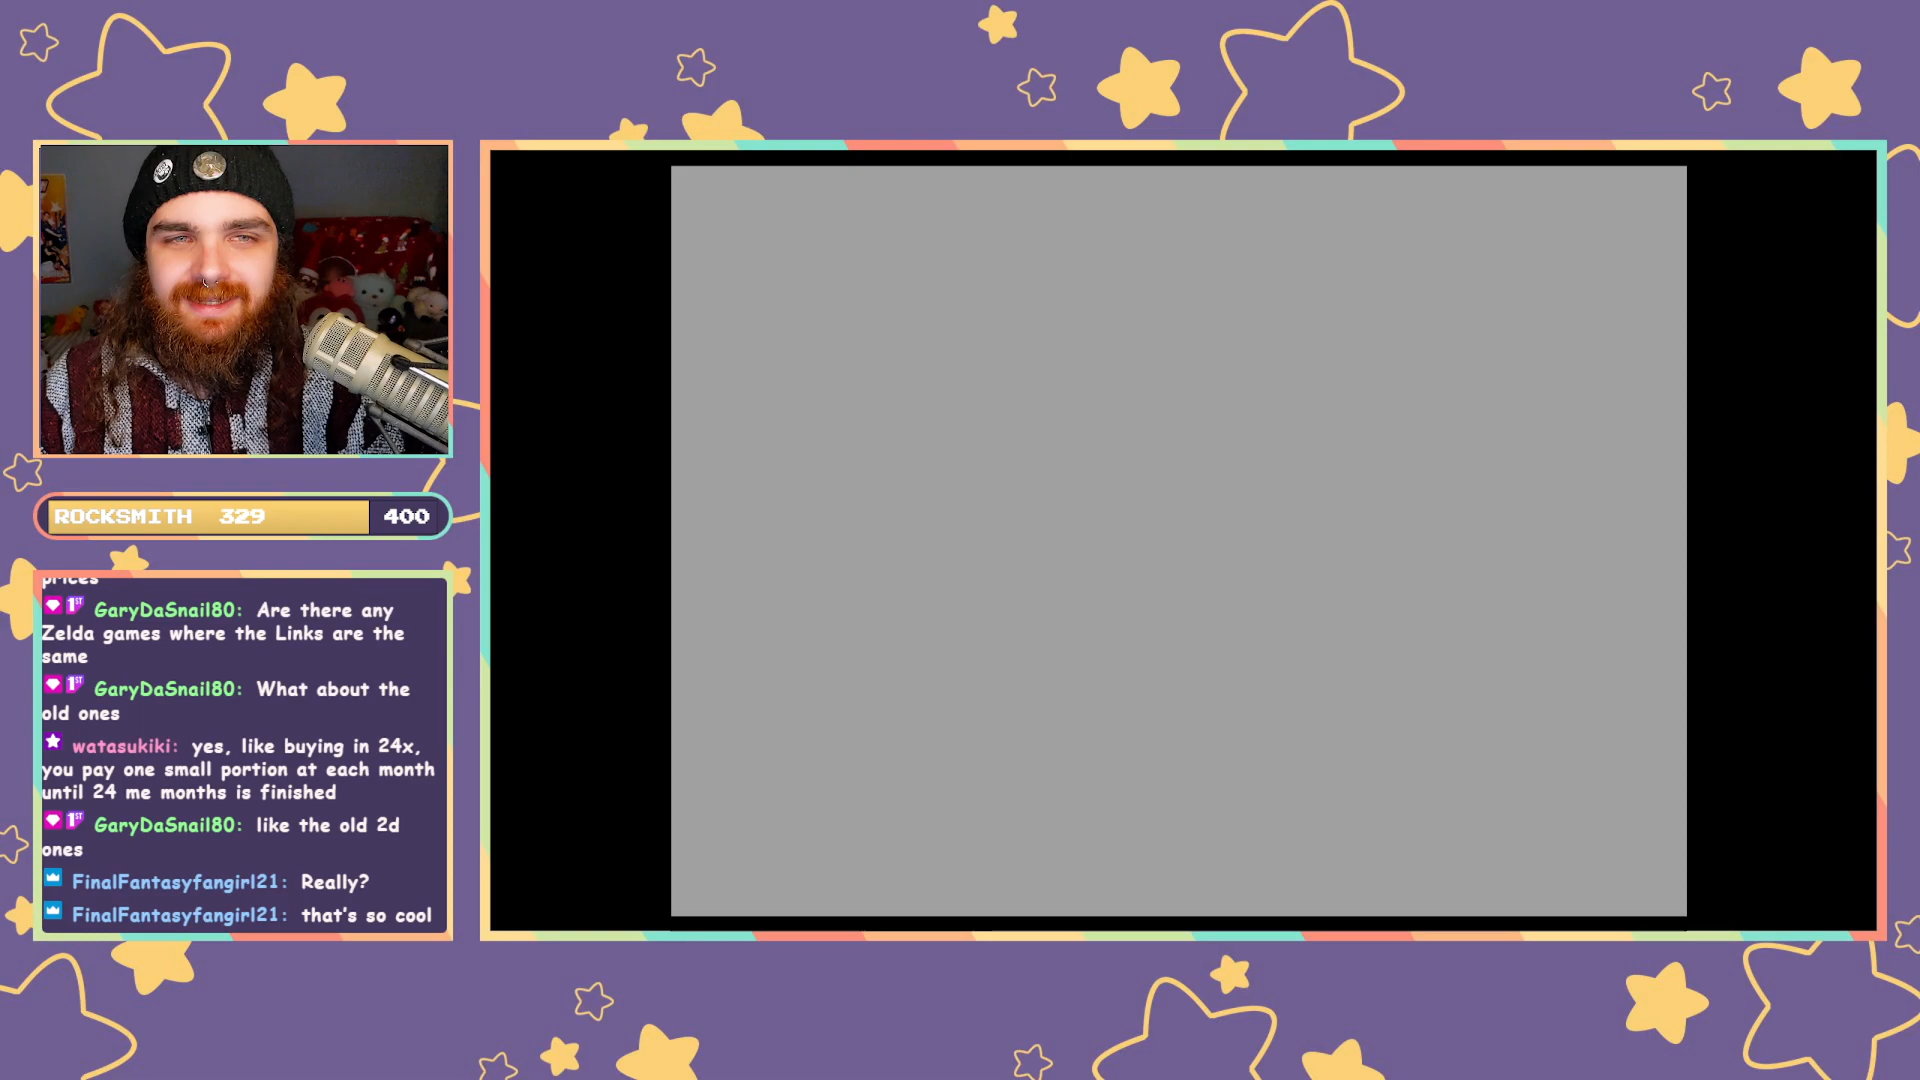 ROCKSMITH 329 400
prices
GaryDaSnail80: Are there any
Zelda games where the Links are the
same
GaryDaSnail80: What about the
old ones
watasukiki: yes, like buying in 24x,
you pay one small portion at each month
until 24 me months is finished
GaryDaSnail80: like the old 2d
ones
FinalFantasyfangirl21: Really?
FinalFantasyfangirl21: that's so cool